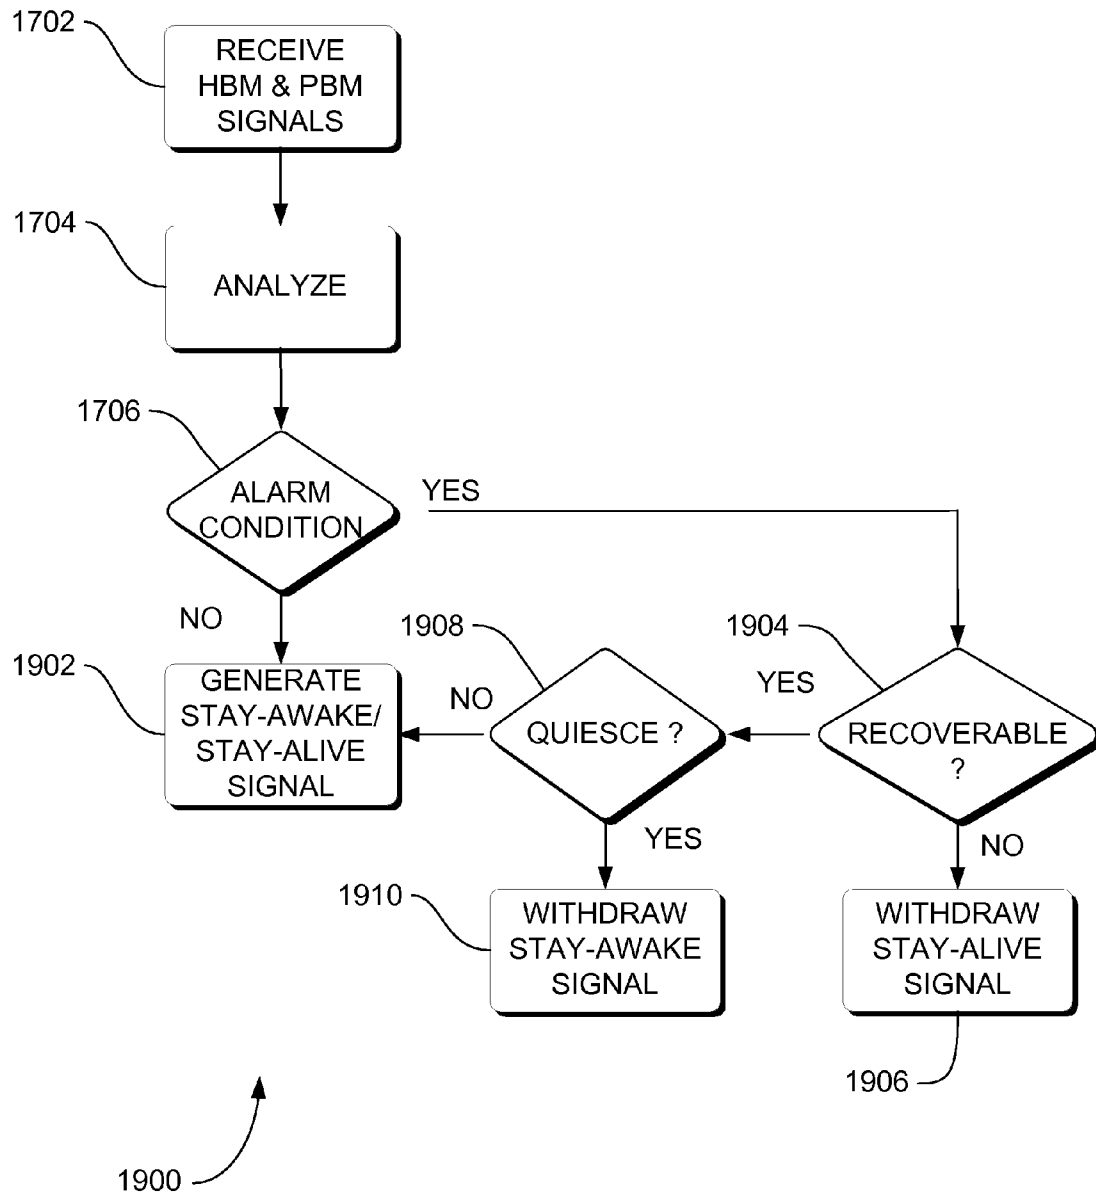 1702
RECEIVE
HBM & PBM
SIGNALS
1704
ANALYZE
1706
ALARM
CONDITION
YES
NO
1902
GENERATE
STAY-AWAKE/
STAY-ALIVE
SIGNAL
1908
NO
QUIESCE ?
YES
1904
YES
RECOVERABLE
?
NO
1910
WITHDRAW
STAY-AWAKE
SIGNAL
WITHDRAW
STAY-ALIVE
SIGNAL
1906
1900